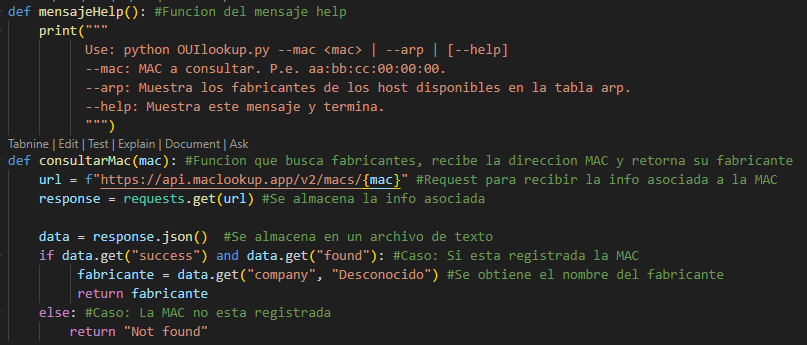 def mensajeHelp(): #Funcion del mensaje help
print("""
Use: python OUIlookup.py --mac <mac> | --arp | [--help]
--mac: MAC a consultar. P.e. aa:bb:cc:00:00:00.
--arp: Muestra los fabricantes de los host disponibles en la tabla arp.
--help: Muestra este mensaje y termina.
""")
Tabnine | Edit | Test | Explain | Document | Ask
def consultarMac(mac): #Funcion que busca fabricantes, recibe la direccion MAC y retorna su fabricante
url = f"https://api.maclookup.app/v2/macs/{mac}" #Request para recibir la info asociada a la MAC
response = requests.get(url) #Se almacena la info asociada
data = response.json()  #Se almacena en un archivo de texto
if data.get("success") and data.get("found"): #Caso: Si esta registrada la MAC
fabricante = data.get("company", "Desconocido") #Se obtiene el nombre del fabricante
return fabricante
else: #Caso: La MAC no esta registrada
return "Not found"